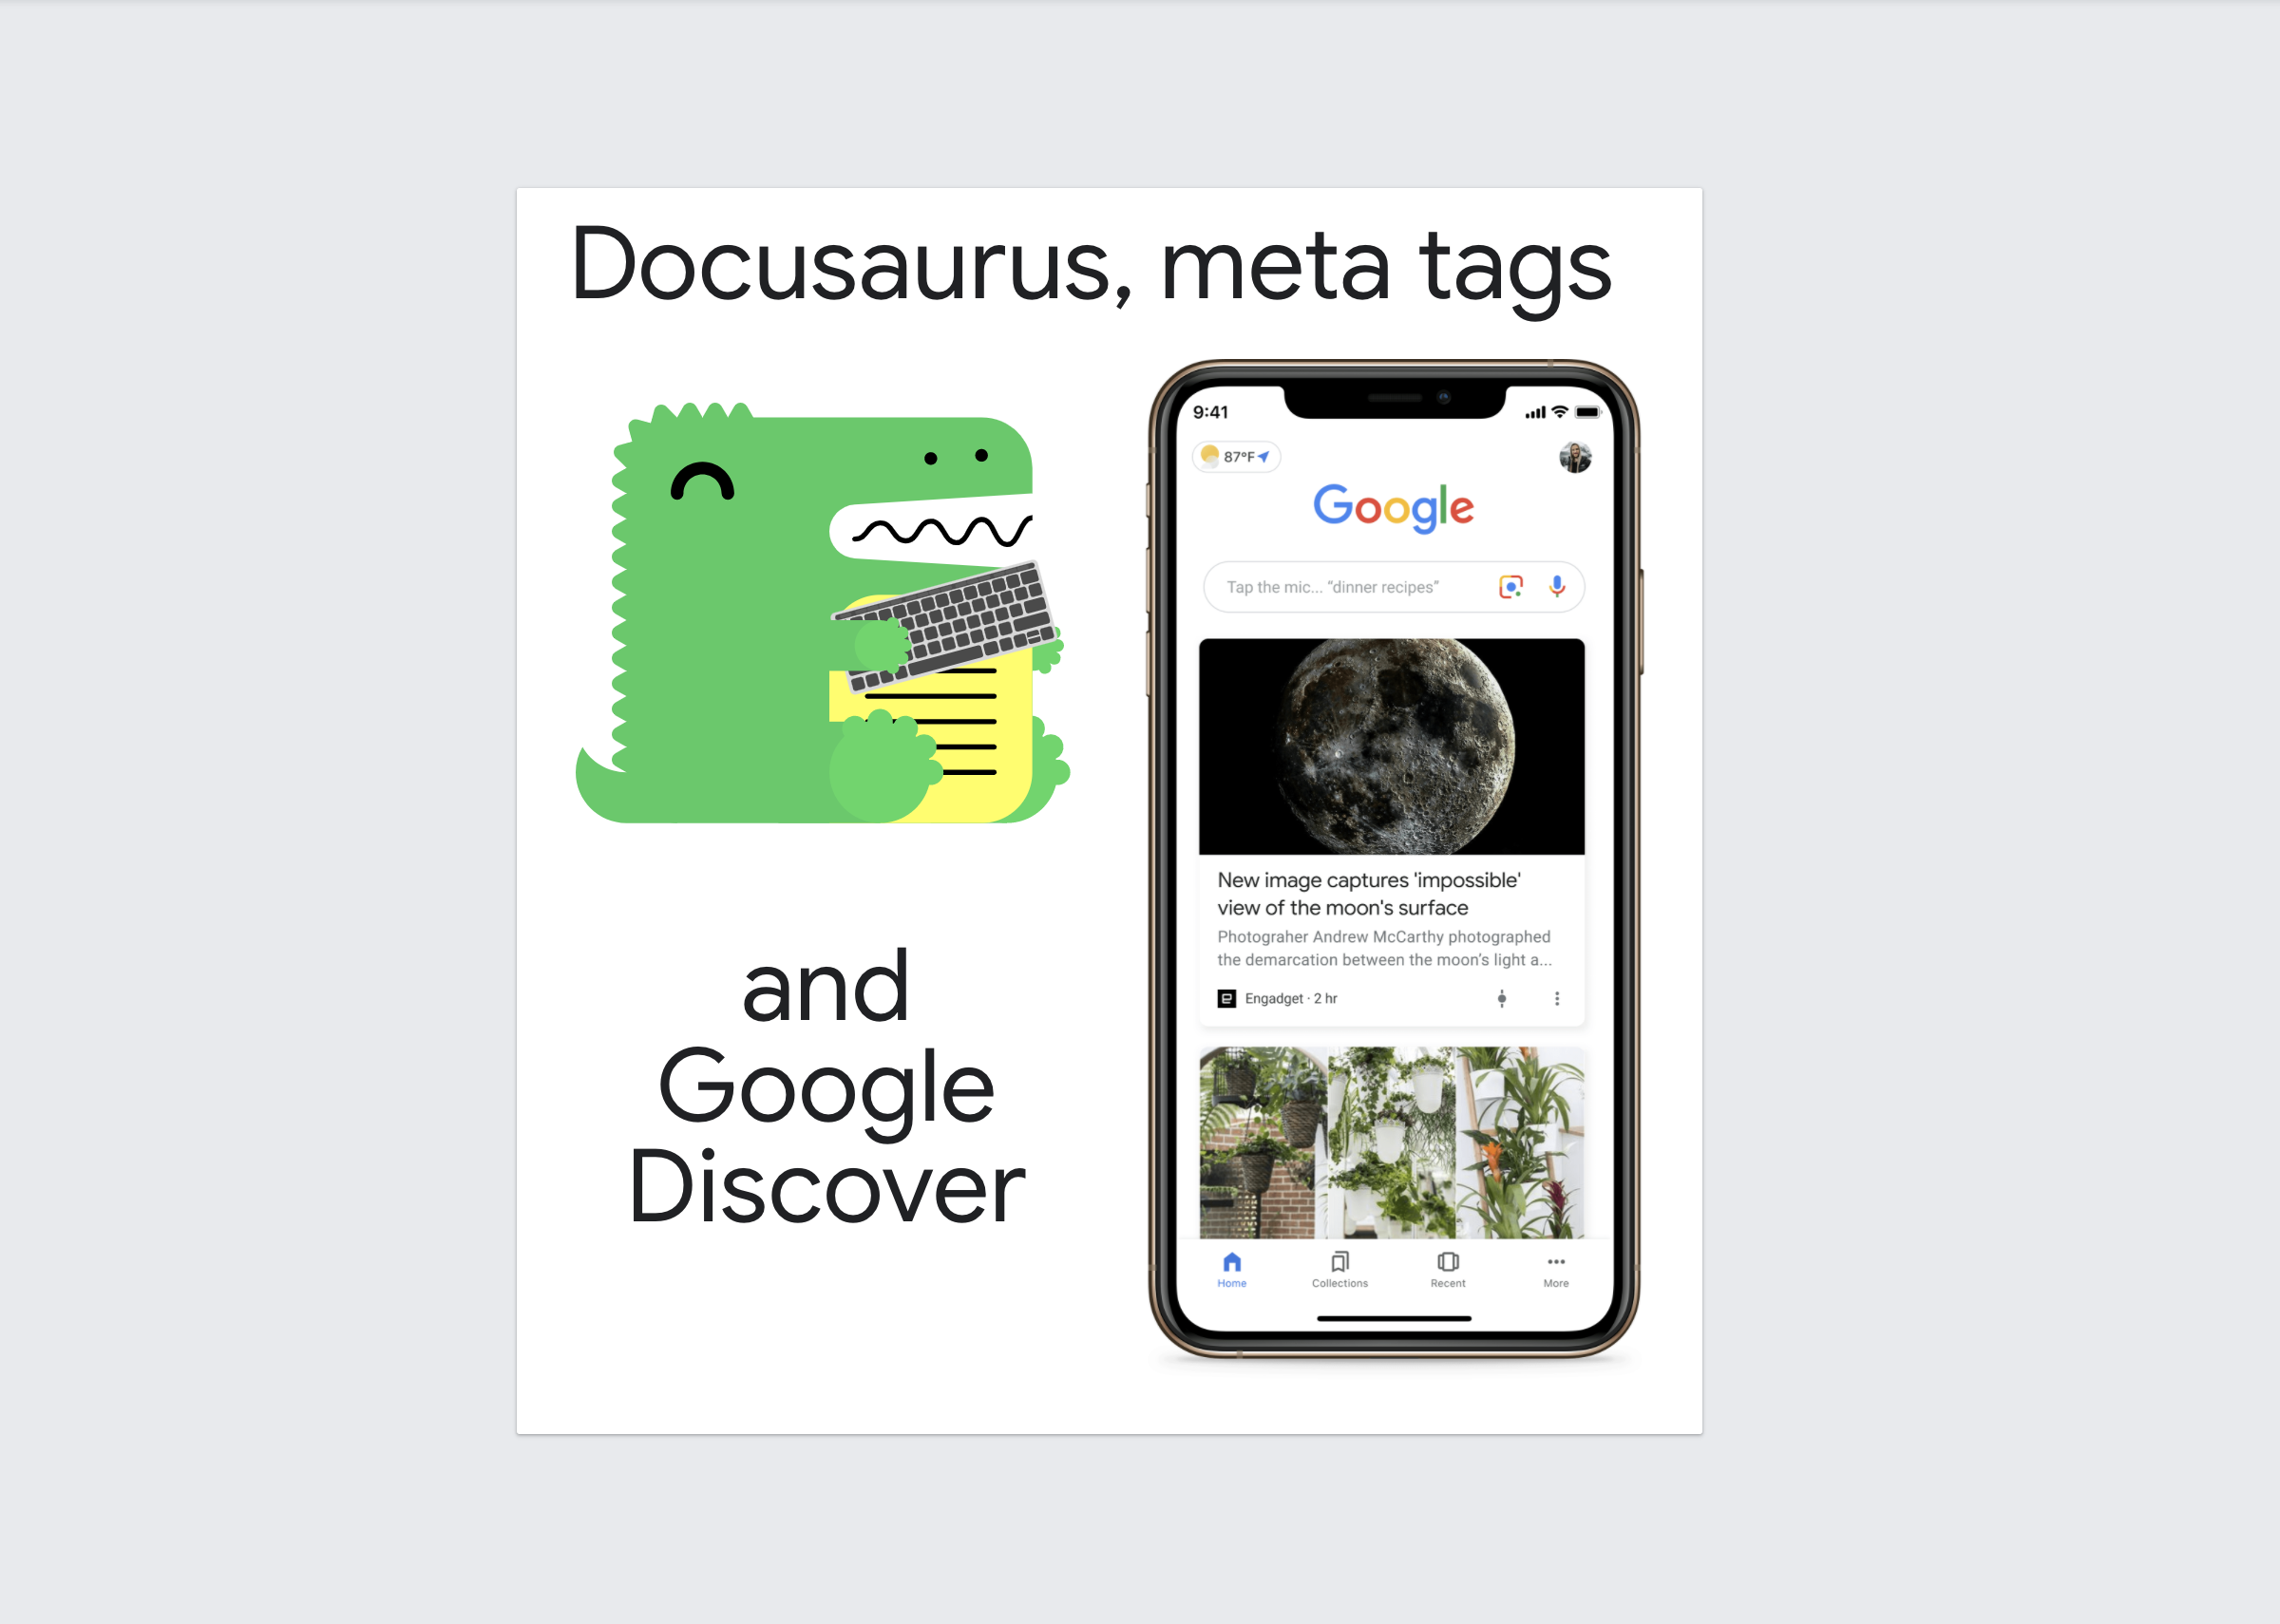 Docusaurus, meta tags
and
Google
Discover
9:41
87°F
Google
Tap the mic... “dinner recipes”
New image captures 'impossible'
view of the moon's surface
Photograher Andrew McCarthy photographed
the demarcation between the moon's light a...
Engadget · 2 hr
Home
Collections
Recent
More